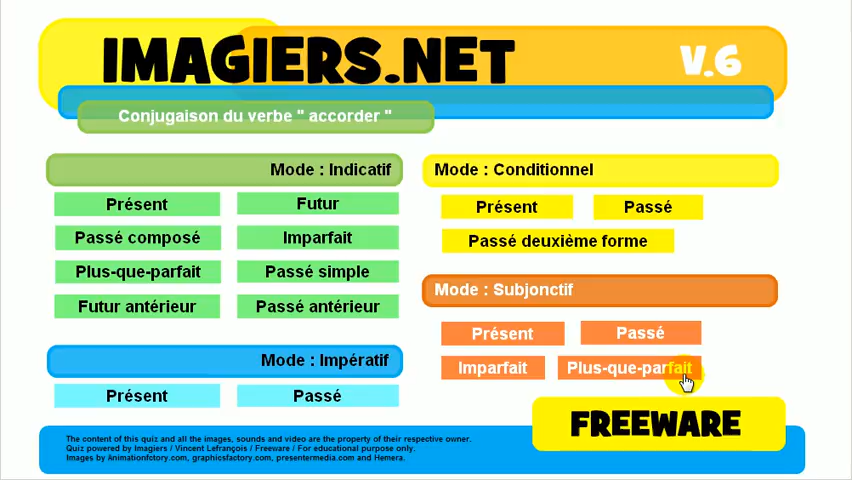 IMAGIERS.NET
V.6
Conjugaison du verbe " accorder "
Mode : Indicatif
Présent
Futur
Passé composé
Imparfait
Plus-que-parfait
Passé simple
Futur antérieur
Passé antérieur
Mode : Impératif
Présent
Passé
Mode : Conditionnel
Présent
Passé
Passé deuxième forme
Mode : Subjonctif
Présent
Passé
Imparfait
Plus-que-parfait
FREEWARE
The content of this quiz and all the images, sounds and video are the property of their respective owner.
Quiz powered by Imagiers / Vincent Lefrançois / Freeware / For educational purpose only.
Images by Animationfctory.com, graphicsfactory.com, presentermedia.com and Hemera.